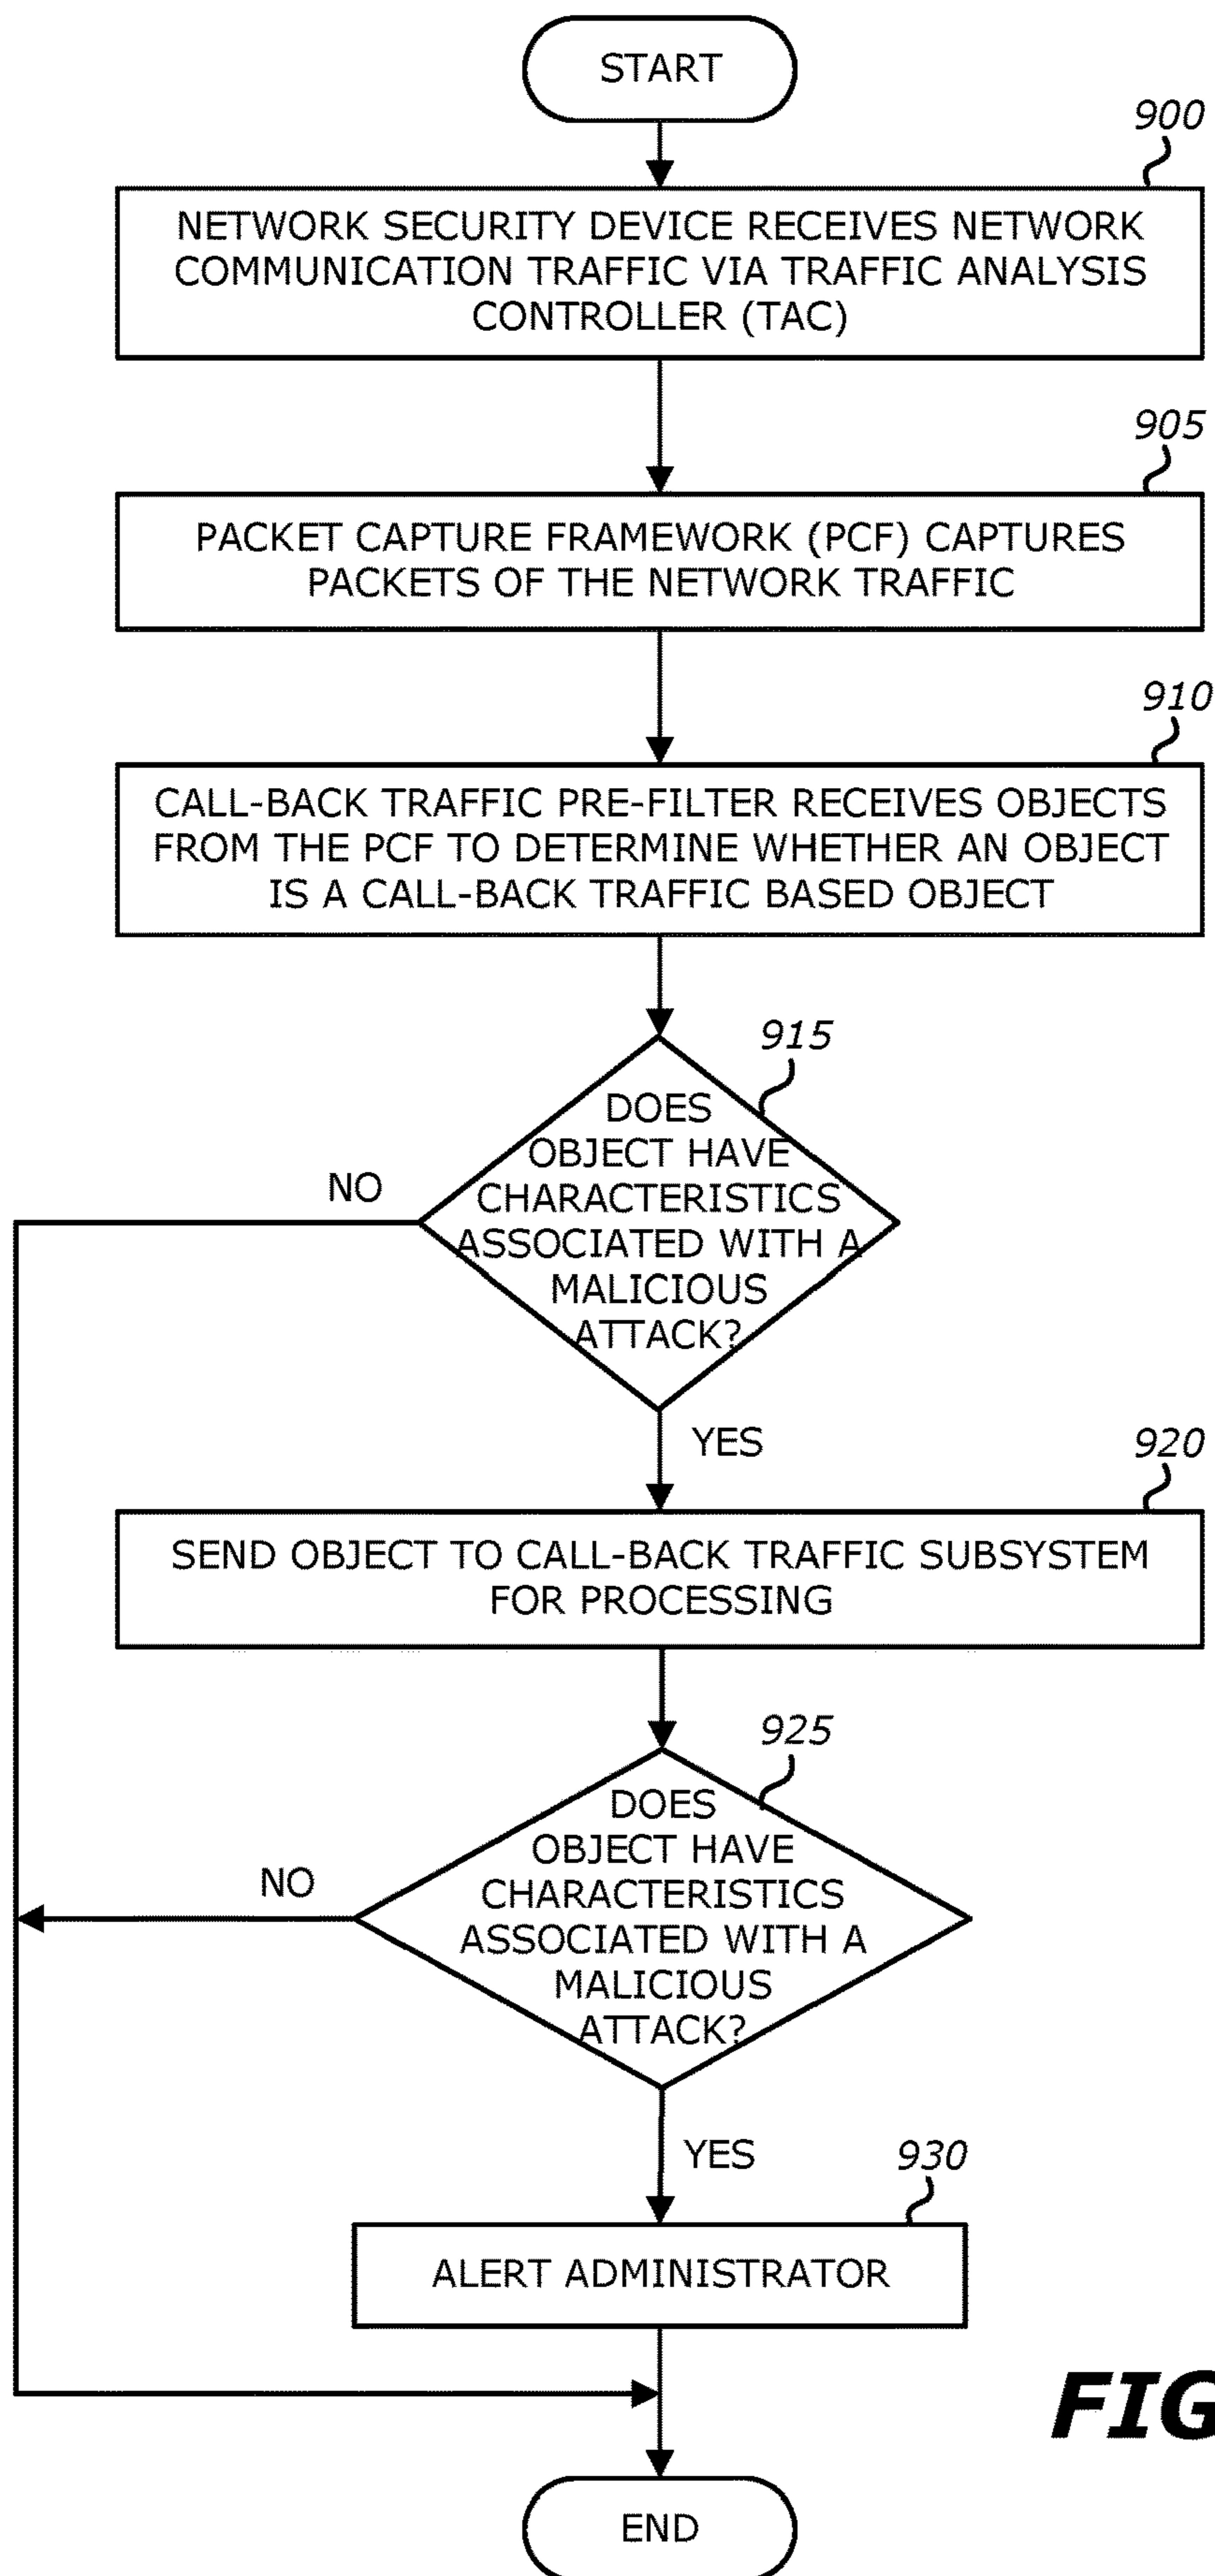 START
900
NETWORK SECURITY DEVICE RECEIVES NETWORK
COMMUNICATION TRAFFIC VIA TRAFFIC ANALYSIS
CONTROLLER (TAC)
905
PACKET CAPTURE FRAMEWORK (PCF) CAPTURES
PACKETS OF THE NETWORK TRAFFIC
910
CALL-BACK TRAFFIC PRE-FILTER RECEIVES OBJECTS
FROM THE PCF TO DETERMINE WHETHER AN OBJECT
IS A CALL-BACK TRAFFIC BASED OBJECT
915
DOES
OBJECT HAVE
CHARACTERISTICS
ASSOCIATED WITH A
MALICIOUS
ATTACK?
NO
YES
920
SEND OBJECT TO CALL-BACK TRAFFIC SUBSYSTEM
FOR PROCESSING
925
DOES
OBJECT HAVE
CHARACTERISTICS
ASSOCIATED WITH A
MALICIOUS
ATTACK?
NO
YES
930
ALERT ADMINISTRATOR
FIG
END